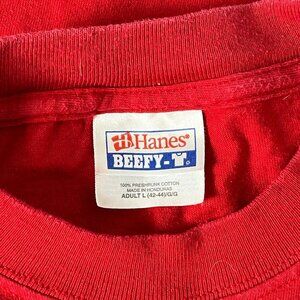 Hanes®
BEEFY-T®
100% PRESHRUNK COTTON
MADE IN HONDURAS
ADULT L (42-44)/G/G